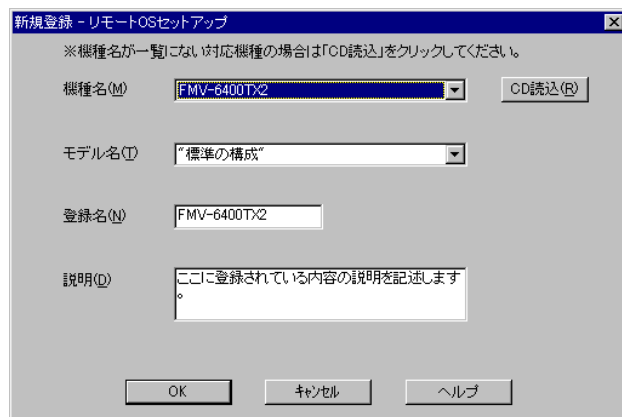 新規登録 - リモートOSセットアップ
※機種名が一覧にない対応機種の場合は「CD読込」をクリックしてください。
機種名(M)
FMV-6400TX2
CD読込(R)
モデル名(T)
"標準の構成"
登録名(N)
FMV-6400TX2
説明(D)
ここに登録されている内容の説明を記述します
。
OK
キャンセル
ヘルプ